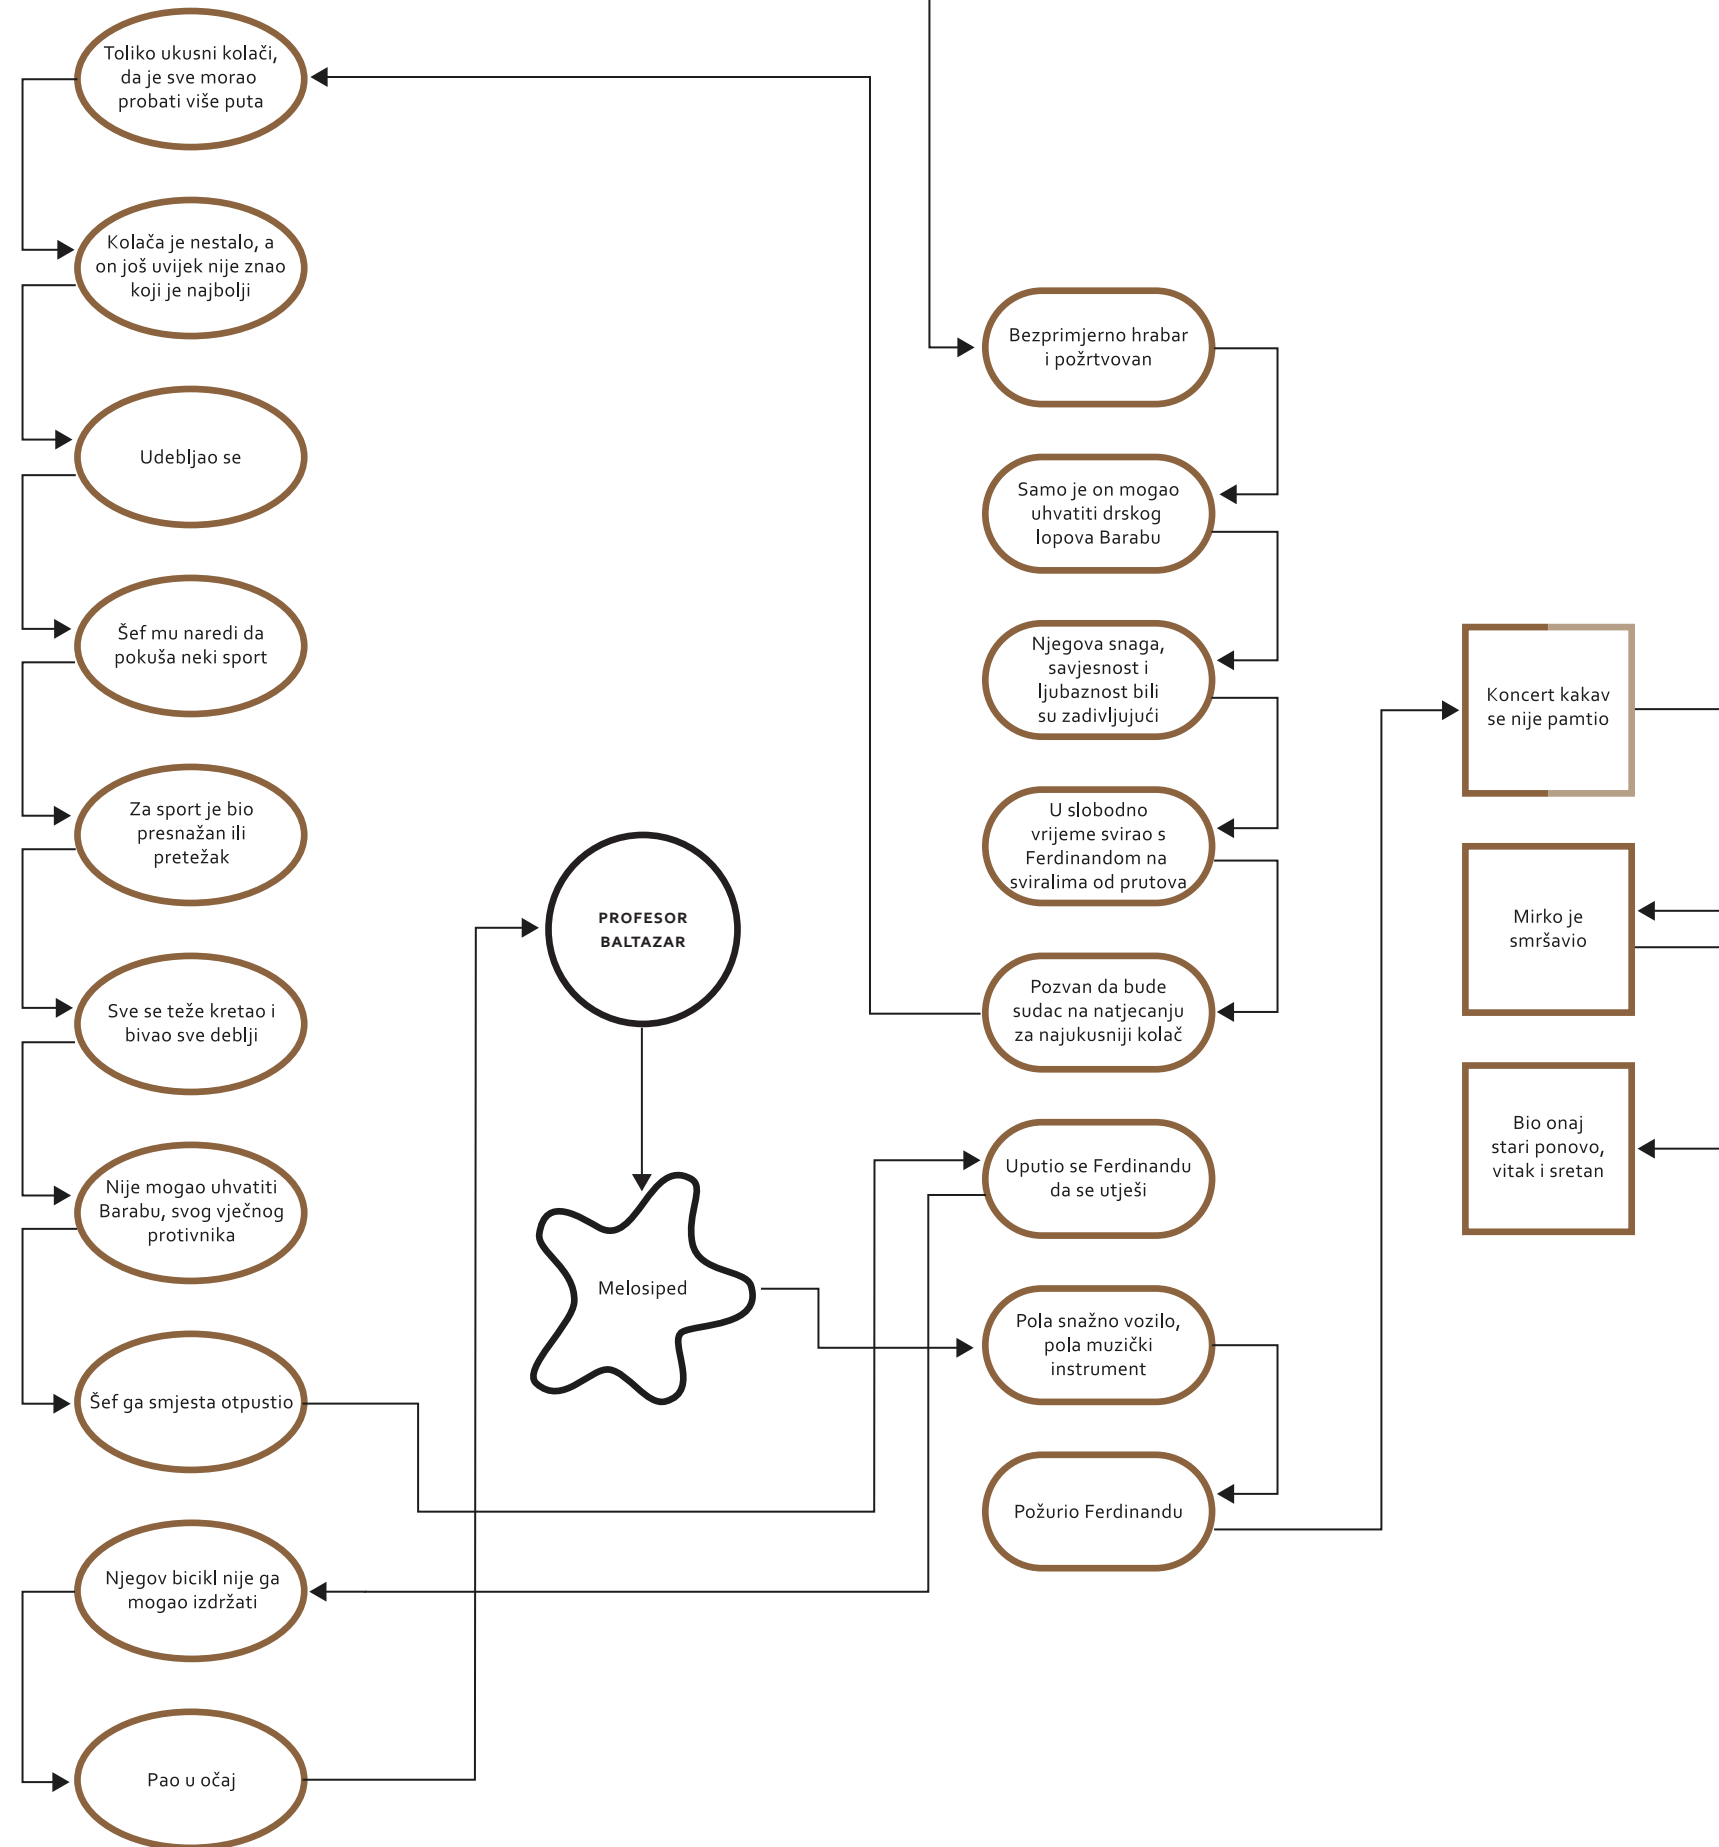 Toliko ukusni kolači,
da je sve morao
probati više puta
Kolača je nestalo, a
on još uvijek nije znao
koji je najbolji
Udebljao se
Šef mu naredi da
pokuša neki sport
Za sport je bio
presnažan ili
pretežak
Sve se teže kretao i
bivao sve deblji
Nije mogao uhvatiti
Barabu, svog vječnog
protivnika
Šef ga smjesta otpustio
Njegov bicikl nije ga
mogao izdržati
Pao u očaj
PROFESOR
BALTAZAR
Melosiped
Bezprimjerno hrabar
i požrtvovan
Samo je on mogao
uhvatiti drskog
lopova Barabu
Njegova snaga,
savjesnost i
ljubaznost bili
su zadivljujući
U slobodno
vrijeme svirao s
Ferdinandom na
sviralima od prutova
Pozvan da bude
sudac na natjecanju
za najukusniji kolač
Uputio se Ferdinandu
da se utješi
Pola snažno vozilo,
pola muzički
instrument
Požurio Ferdinandu
Koncert kakav
se nije pamtio
Mirko je
smršavio
Bio onaj
stari ponovo,
vitak i sretan